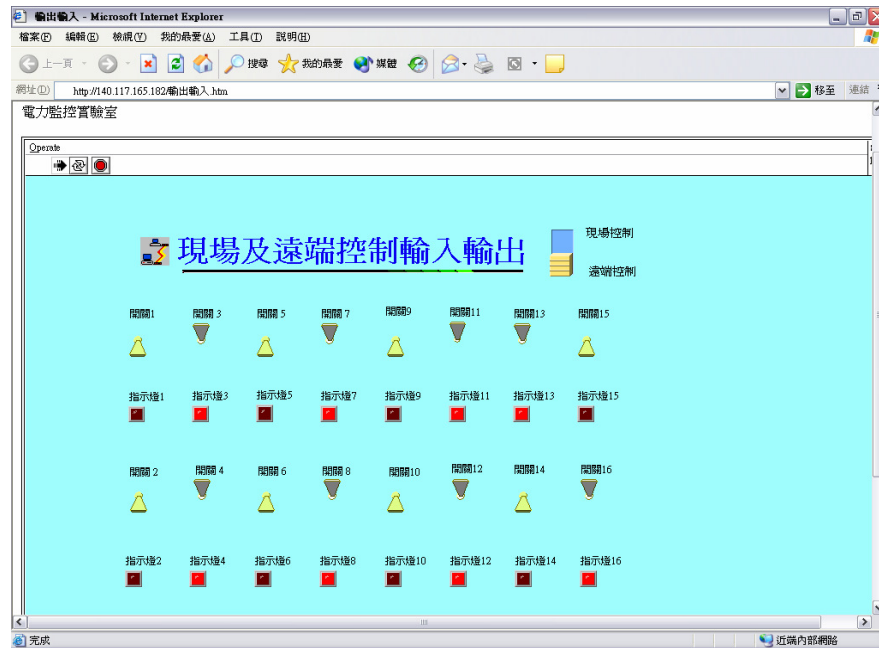 輸出輸入 - Microsoft Internet Explorer
檔案(F) 編輯(E) 檢視(V) 我的最愛(A) 工具(T) 說明(H)
上一頁 搜尋 我的最愛 媒體
網址(D) http://140.117.165.182/輸出輸入.htm 移至 連結
電力監控實驗室
Operate
現場及遠端控制輸入輸出
現場控制
遠端控制
開關1 開關 3 開關 5 開關 7 開關9 開關11 開關13 開關15
指示燈1 指示燈3 指示燈5 指示燈7 指示燈9 指示燈11 指示燈13 指示燈15
開關 2 開關 4 開關 6 開關 8 開關10 開關12 開關14 開關16
指示燈2 指示燈4 指示燈6 指示燈8 指示燈10 指示燈12 指示燈14 指示燈16
完成 近端內部網路